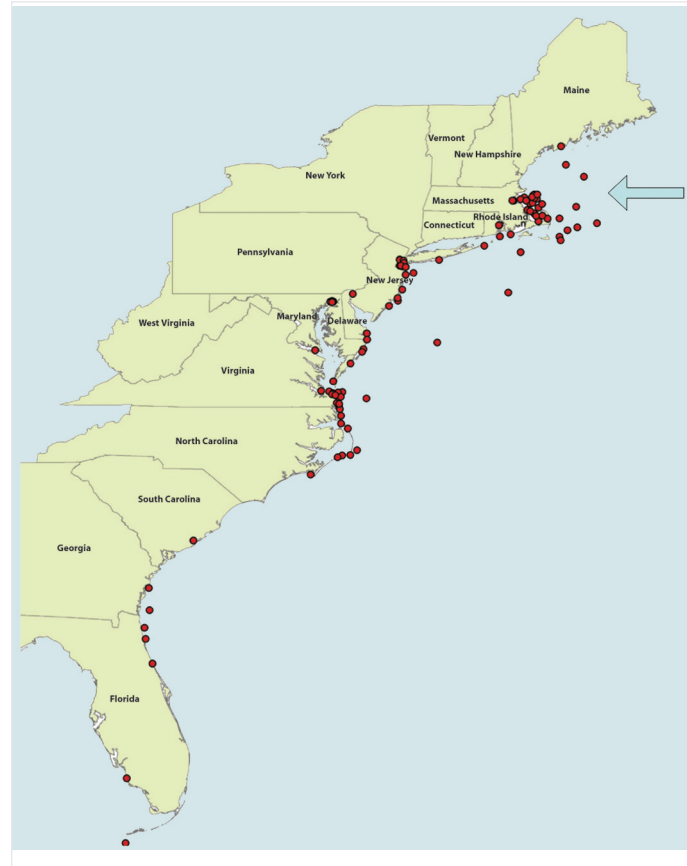 Maine
Vermont
New Hampshire
New York
Massachusetts
Rhode Island
Connecticut
Pennsylvania
New Jersey
Maryland
Delaware
West Virginia
Virginia
North Carolina
South Carolina
Georgia
Florida